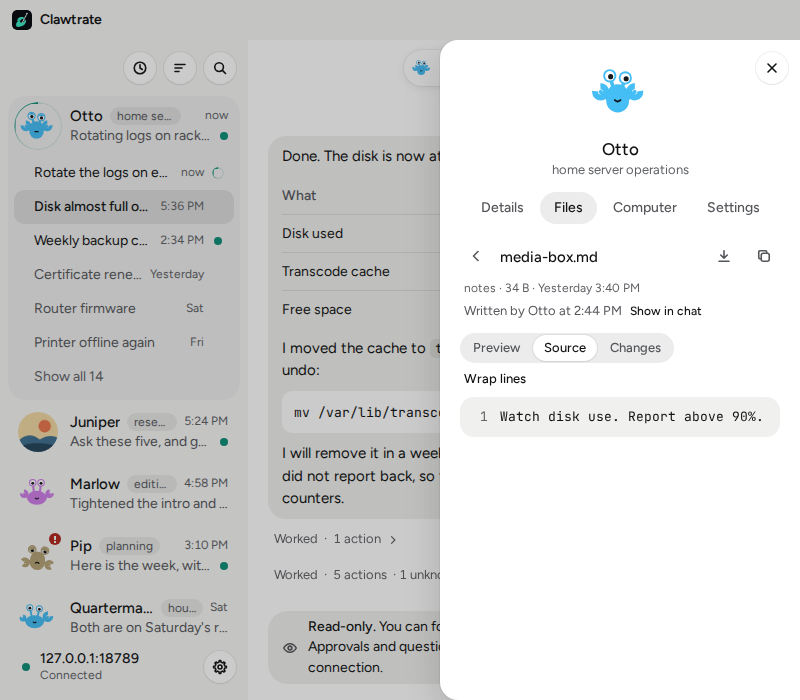 Clawtrate
Otto home se... now
Rotating logs on rack...
Rotate the logs on e... now
Disk almost full o... 5:36 PM
Weekly backup c... 2:34 PM
Certificate rene... Yesterday
Router firmware Sat
Printer offline again Fri
Show all 14
Juniper rese... 5:24 PM
Ask these five, and g...
Marlow editi... 4:58 PM
Tightened the intro and ...
Pip planning 3:10 PM
Here is the week, wit...
Quarterma... hou... Sat
Both are on Saturday's r...
127.0.0.1:18789
Connected
Done. The disk is now at
What
Disk used
Transcode cache
Free space
I moved the cache to
undo:
mv /var/lib/transc
I will remove it in a week
did not report back, so
counters.
Worked · 1 action
Worked · 5 actions · 1 unkn
Read-only. You can fo
Approvals and questi
connection.
Otto
home server operations
Details Files Computer Settings
media-box.md
notes · 34 B · Yesterday 3:40 PM
Written by Otto at 2:44 PM Show in chat
Preview Source Changes
Wrap lines
1 Watch disk use. Report above 90%.